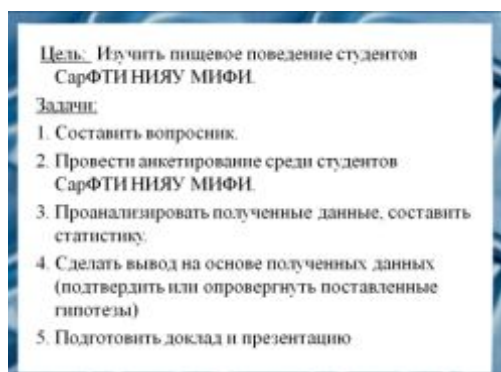 Цель: Изучить пищевое поведение студентов
СарФТИ НИЯУ МИФИ.
Задачи:
1. Составить вопросник.
2. Провести анкетирование среди студентов
СарФТИ НИЯУ МИФИ.
3. Проанализировать полученные данные, составить
статистику.
4. Сделать вывод на основе полученных данных
(подтвердить или опровергнуть поставленные
гипотезы)
5. Подготовить доклад и презентацию